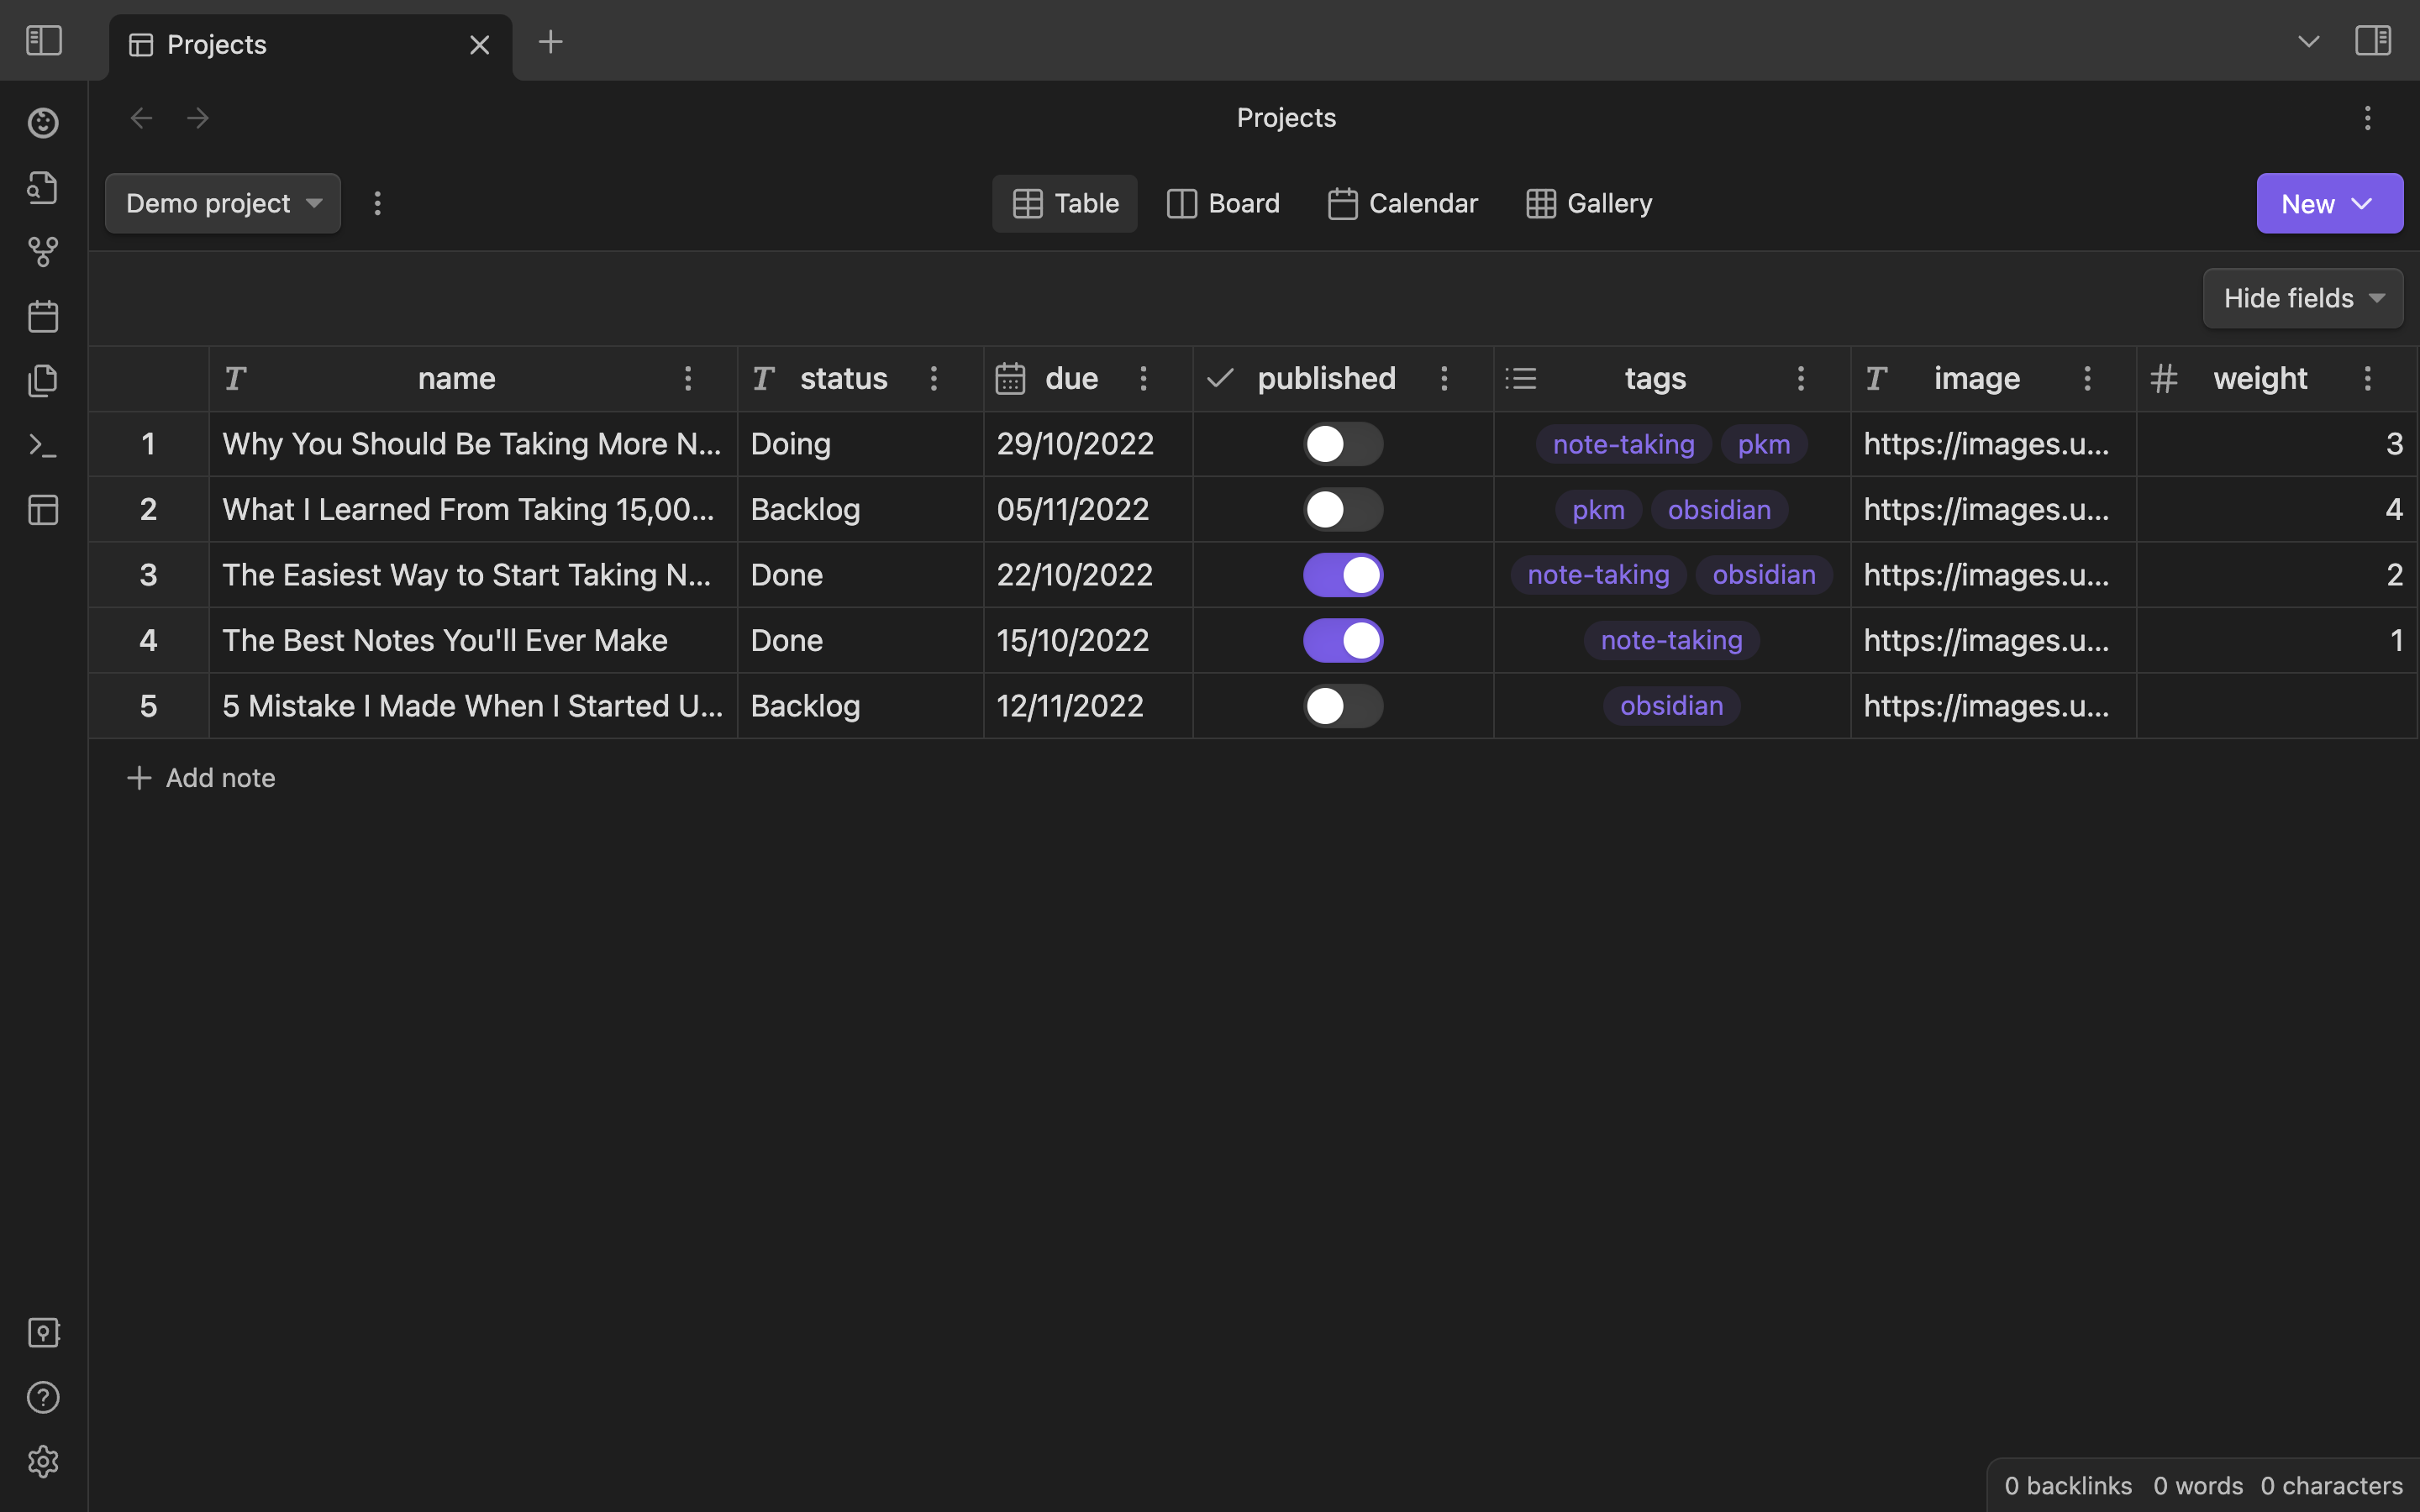 Projects
Projects
Demo project Table Board Calendar Gallery New
Hide fields
name status due published tags image weight
1 Why You Should Be Taking More N... Doing 29/10/2022 note-taking pkm https://images.u... 3
2 What I Learned From Taking 15,00... Backlog 05/11/2022 pkm obsidian https://images.u... 4
3 The Easiest Way to Start Taking N... Done 22/10/2022 note-taking obsidian https://images.u... 2
4 The Best Notes You'll Ever Make Done 15/10/2022 note-taking https://images.u... 1
5 5 Mistake I Made When I Started U... Backlog 12/11/2022 obsidian https://images.u...
Add note
0 backlinks 0 words 0 characters